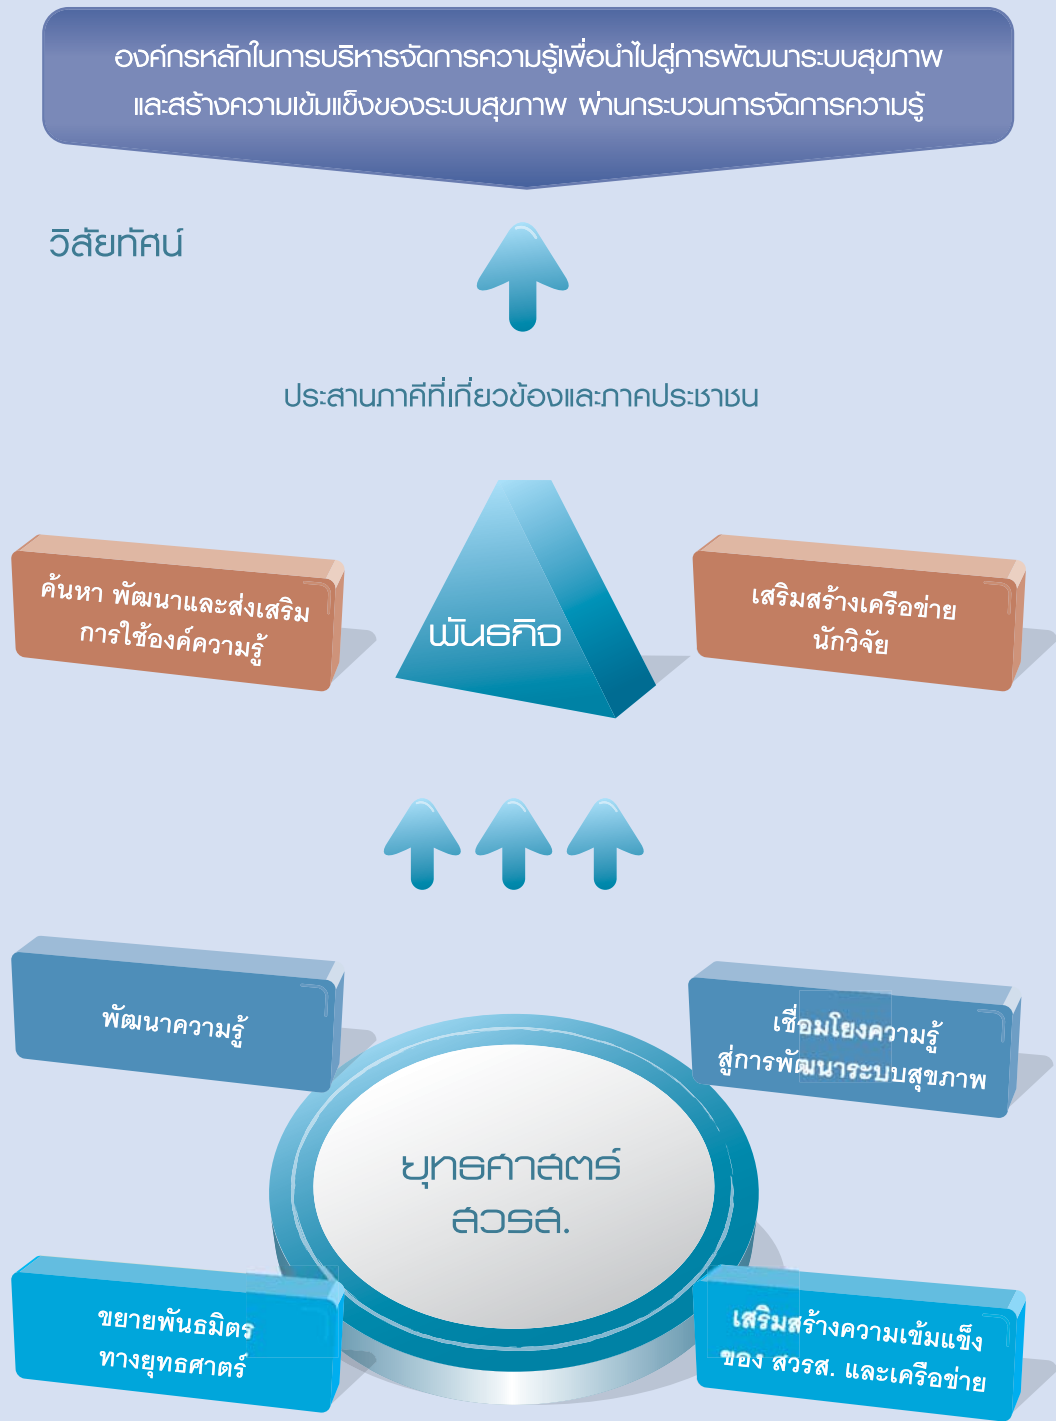 องค์กรหลักในการบริหารจัดการความรู้เพื่อนำไปสู่การพัฒนาระบบสุขภาพ
และสร้างความเข้มแข็งของระบบสุขภาพ ผ่านกระบวนการจัดการความรู้
วิสัยทัศน์
ประสานภาคีที่เกี่ยวข้องและภาคประชาชน
ค้นหา พัฒนาและส่งเสริม
การใช้องค์ความรู้
พันธกิจ
เสริมสร้างเครือข่าย
นักวิจัย
พัฒนาความรู้
เชื่อมโยงความรู้
สู่การพัฒนาระบบสุขภาพ
ยุทธศาสตร์
สวรส.
ขยายพันธมิตร
ทางยุทธศาตร์
เสริมสร้างความเข้มแข็ง
ของ สวรส. และเครือข่าย